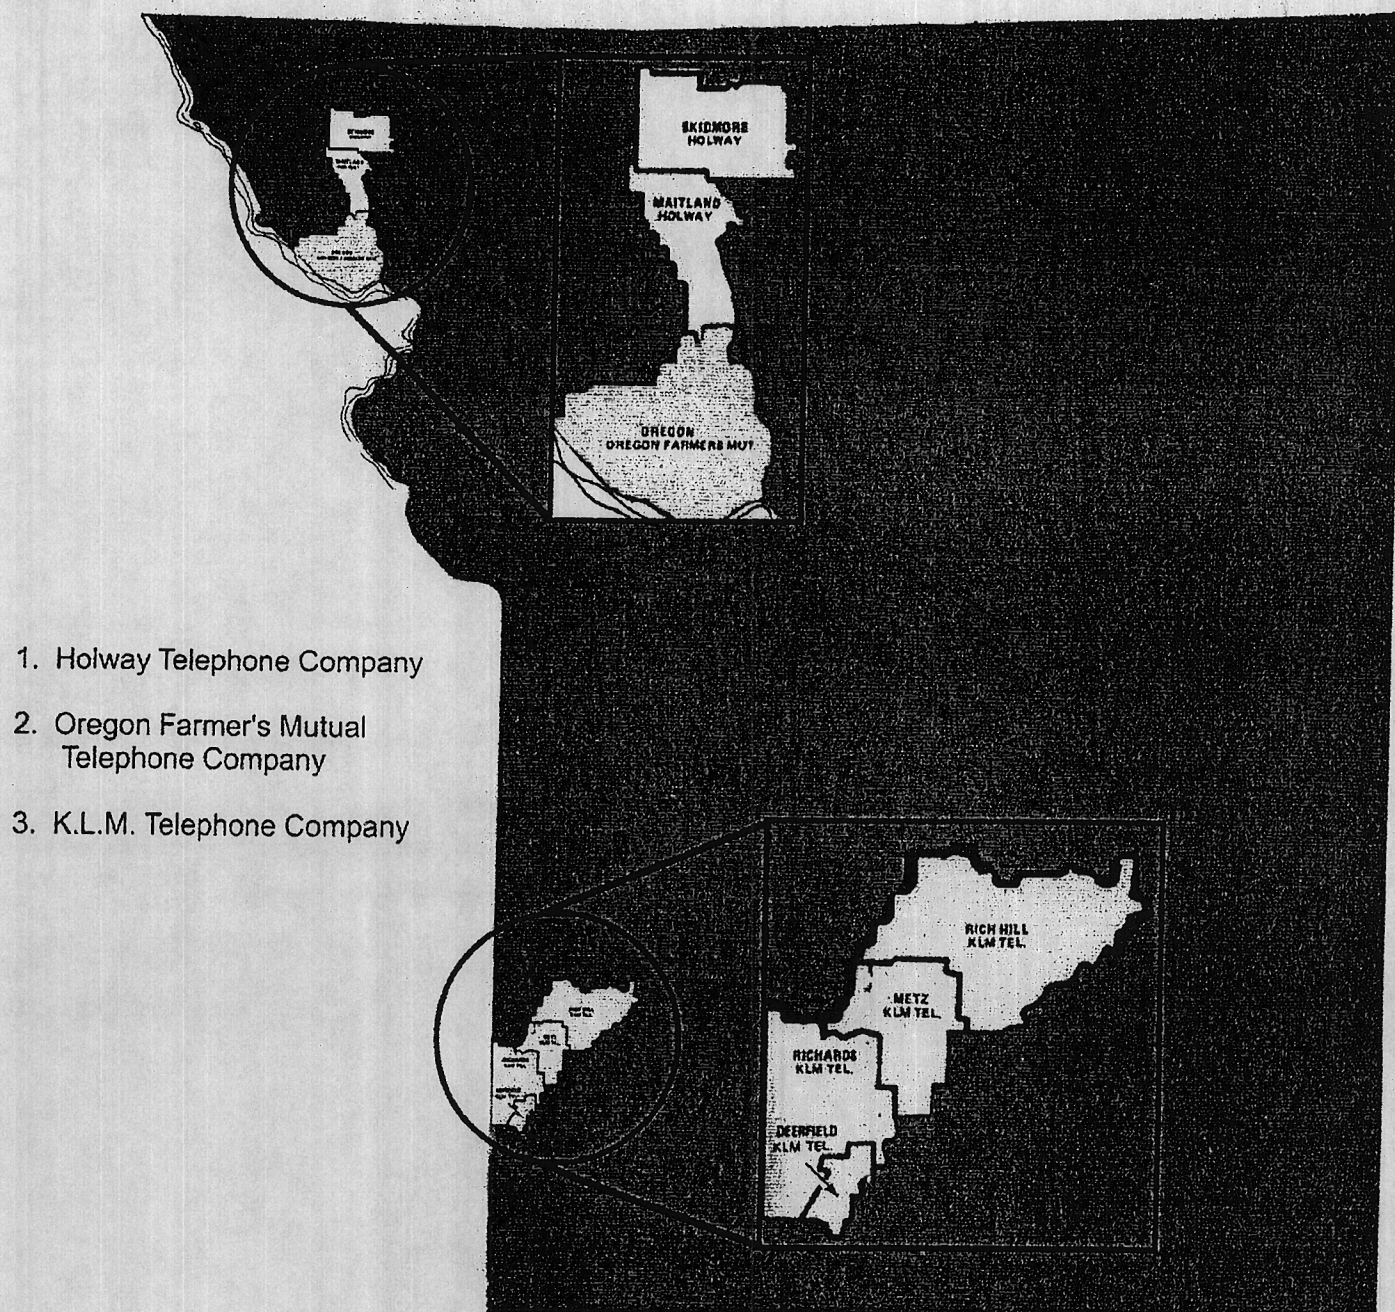 SKIDMORE
HOLWAY
MAITLAND
HOLWAY
OREGON
OREGON FARMERS MUT.
1. Holway Telephone Company
2. Oregon Farmer's Mutual
Telephone Company
3. K.L.M. Telephone Company
RICH HILL
KLM TEL.
METZ
KLM TEL.
RICHARDS
KLM TEL.
DEERFIELD
KLM TEL.